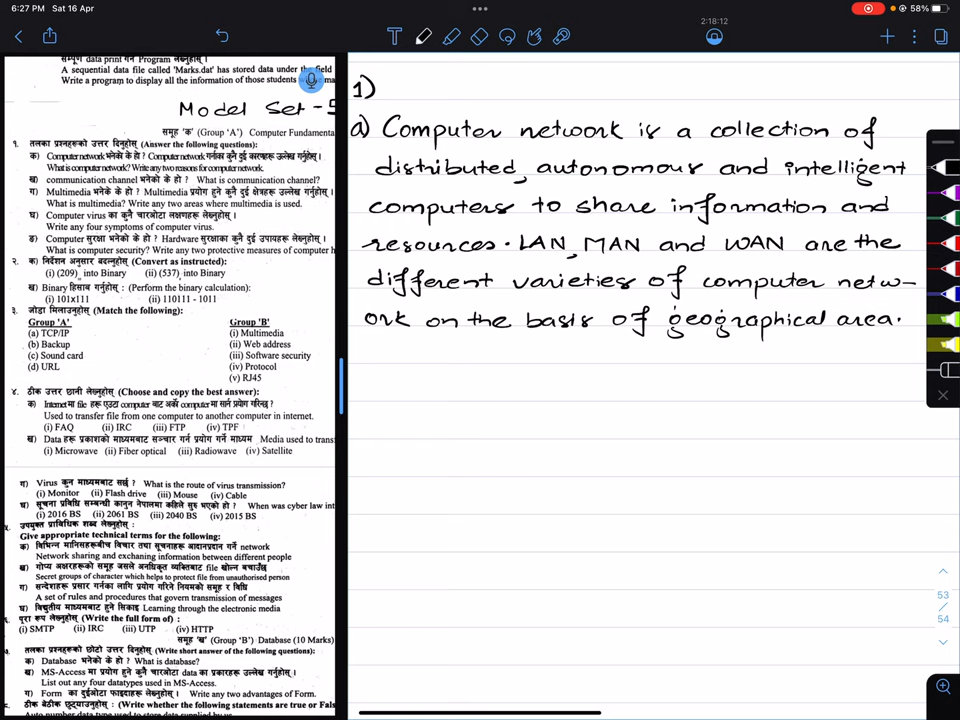 6:27 PM Sat 16 Apr
58%
2:18:12
सम्पूर्ण data print गर्ने Program लेख्नुहोस् ।
A sequential data file called 'Marks.dat' has stored data under the field
Write a program to display all the information of those students
Model Set - 5
समूह 'क' (Group 'A') Computer Fundamenta
१. तलका प्रश्नहरूको उत्तर दिनुहोस् (Answer the following questions):
क) Computer network भनेको के हो ? Computer network गर्नाका कुनै दुई कारणहरू उल्लेख गर्नुहोस् ।
What is computer network? Write any two reasons for computer network.
ख) communication channel भनेको के हो ? What is communication channel?
ग) Multimedia भनेके के हो ? Multimedia प्रयोग हुने कुनै दुई क्षेत्रहरू उल्लेख गर्नुहोस् ।
What is multimedia? Write any two areas where multimedia is used.
घ) Computer virus का कुनै चारओटा लक्षणहरू लेख्नुहोस् ।
Write any four symptoms of computer virus.
ङ) Computer सुरक्षा भनेको के हो ? Hardware सुरक्षाका कुनै दुई उपायहरू लेख्नुहोस् ।
What is computer security? Write any two protective measures of computer h
२. क) निर्देशन अनुसार बदल्नुहोस् (Convert as instructed):
(i) (209) into Binary (ii) (537) into Binary
ख) Binary हिसाब गर्नुहोस् : (Perform the binary calculation):
(i) 101x111 (ii) 110111 - 1011
३. जोडा मिलाउनुहोस् (Match the following):
Group 'A' Group 'B'
(a) TCP/IP (i) Multimedia
(b) Backup (ii) Web address
(c) Sound card (iii) Software security
(d) URL (iv) Protocol
(v) RJ45
४. ठीक उत्तर छानी लेख्नुहोस् (Choose and copy the best answer):
क) Internet मा file हरू एउटा computer बाट अर्को computer मा सार्न प्रयोग गरिन्छ ?
Used to transfer file from one computer to another computer in internet.
(i) FAQ (ii) IRC (iii) FTP (iv) TPF
ख) Data हरू प्रकाशको माध्यमबाट सञ्चार गर्न प्रयोग गर्ने माध्यम Media used to trans
(i) Microwave (ii) Fiber optical (iii) Radiowave (iv) Satellite
ग) Virus कुन माध्यमबाट सर्छ ? What is the route of virus transmission?
(i) Monitor (ii) Flash drive (iii) Mouse (iv) Cable
घ) सूचना प्रविधि सम्बन्धी कानुन नेपालमा कहिले सुरु भएको हो ? When was cyber law int
(i) 2016 BS (ii) 2061 BS (iii) 2040 BS (iv) 2015 BS
उपयुक्त प्राविधिक शब्द लेख्नुहोस् :
Give appropriate technical terms for the following:
क) विभिन्न मानिसहरूबीच विचार तथा सूचनाहरू आदानप्रदान गर्ने network
Network sharing and exchaning information between different people
ख) गोप्य अक्षरहरूको समूह जसले अनधिकृत व्यक्तिबाट file खोल्न बचाउँछ
Secret groups of character which helps to protect file from unauthorised person
ग) सन्देशहरू प्रसार गर्नका लागि प्रयोग गरिने नियमको समूह र विधि
A set of rules and procedures that govern transmission of messages
घ) विद्युतीय माध्यमबाट हुने सिकाइ Learning through the electronic media
पूरा रूप लेख्नुहोस् (Write the full form of) :
(i) SMTP (ii) IRC (iii) UTP (iv) HTTP
समूह 'ख' (Group 'B') Database (10 Marks)
तलका प्रश्नहरूको छोटो उत्तर दिनुहोस् (Write short answer of the following questions):
क) Database भनेको के हो ? What is database?
ख) MS-Access मा प्रयोग हुने कुनै चारओटा data का प्रकारहरू उल्लेख गर्नुहोस् ।
List out any four datatypes used in MS-Access.
ग) Form का दुईओटा फाइदाहरू लेख्नुहोस् । Write any two advantages of Form.
ठीक बेठीक छुट्याउनुहोस् : (Write whether the following statements are true or Fals
1)
a) Computer network is a collection of
distributed, autonomous and intelligent
computers to share information and
resources. LAN, MAN and WAN are the
different varieties of computer netw-
ork on the basis of geographical area.
53
/
54